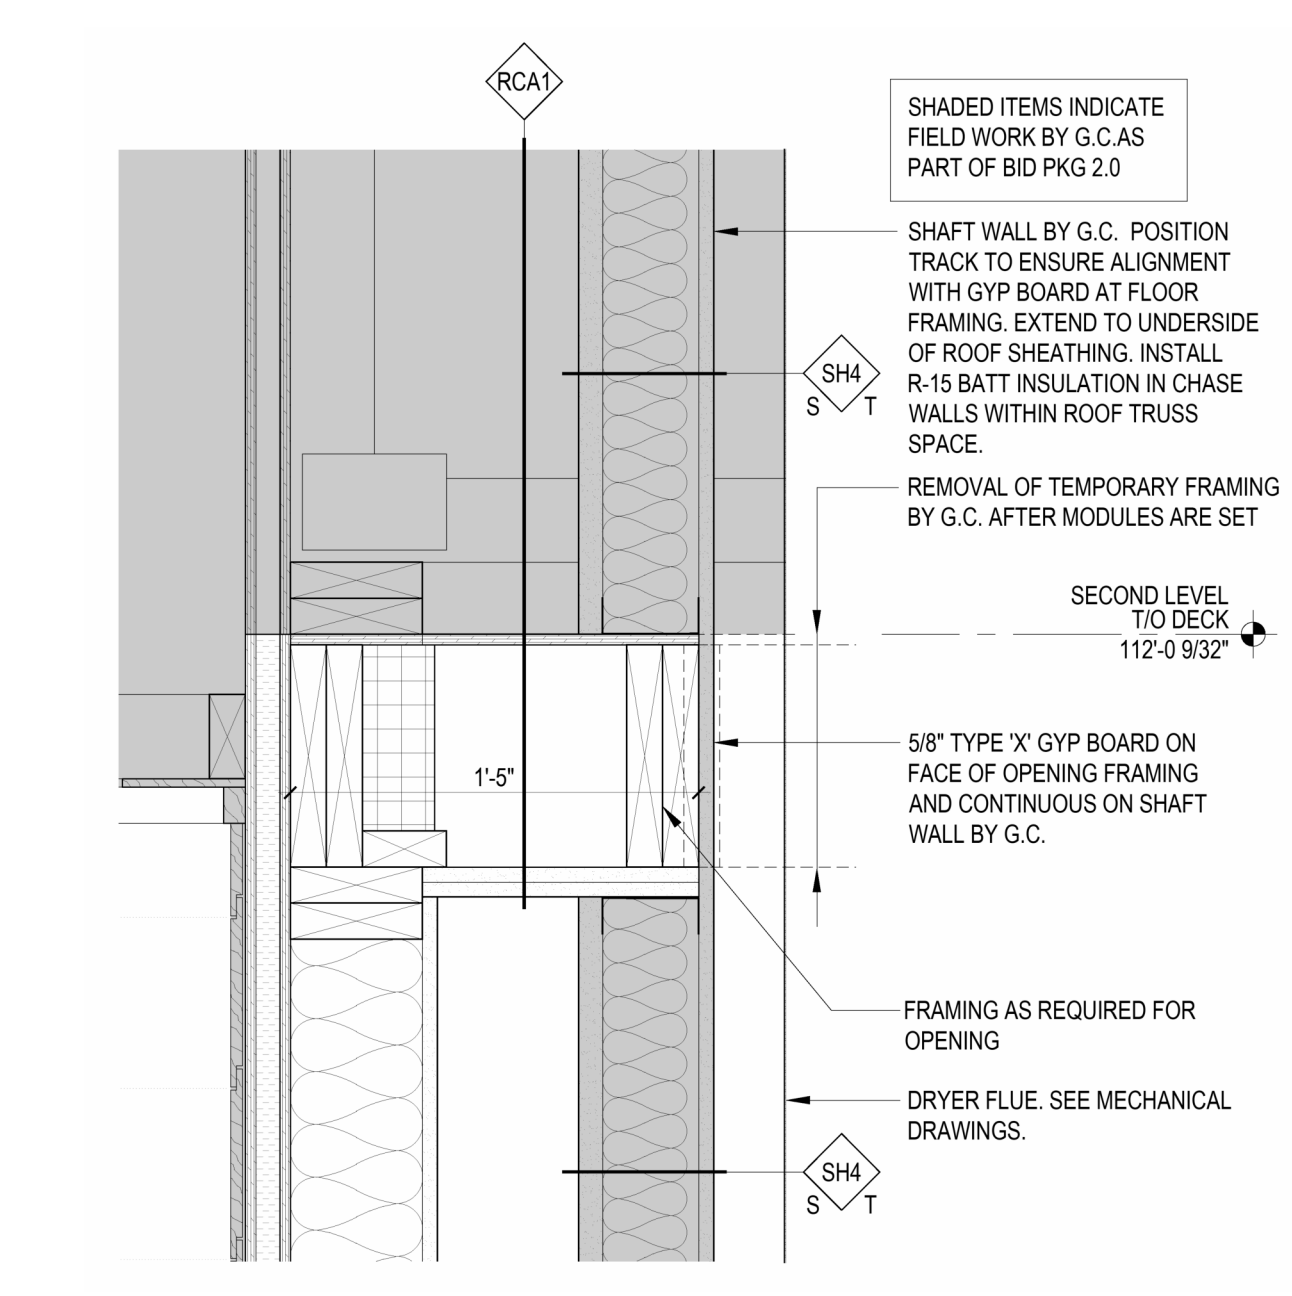 RCA1
SHADED ITEMS INDICATE
FIELD WORK BY G.C.AS
PART OF BID PKG 2.0
SHAFT WALL BY G.C. POSITION
TRACK TO ENSURE ALIGNMENT
WITH GYP BOARD AT FLOOR
FRAMING. EXTEND TO UNDERSIDE
OF ROOF SHEATHING. INSTALL
R-15 BATT INSULATION IN CHASE
WALLS WITHIN ROOF TRUSS
SPACE.
SH4
S T
REMOVAL OF TEMPORARY FRAMING
BY G.C. AFTER MODULES ARE SET
SECOND LEVEL
T/O DECK
112'-0 9/32"
5/8" TYPE 'X' GYP BOARD ON
FACE OF OPENING FRAMING
AND CONTINUOUS ON SHAFT
WALL BY G.C.
1'-5"
FRAMING AS REQUIRED FOR
OPENING
DRYER FLUE. SEE MECHANICAL
DRAWINGS.
SH4
S T